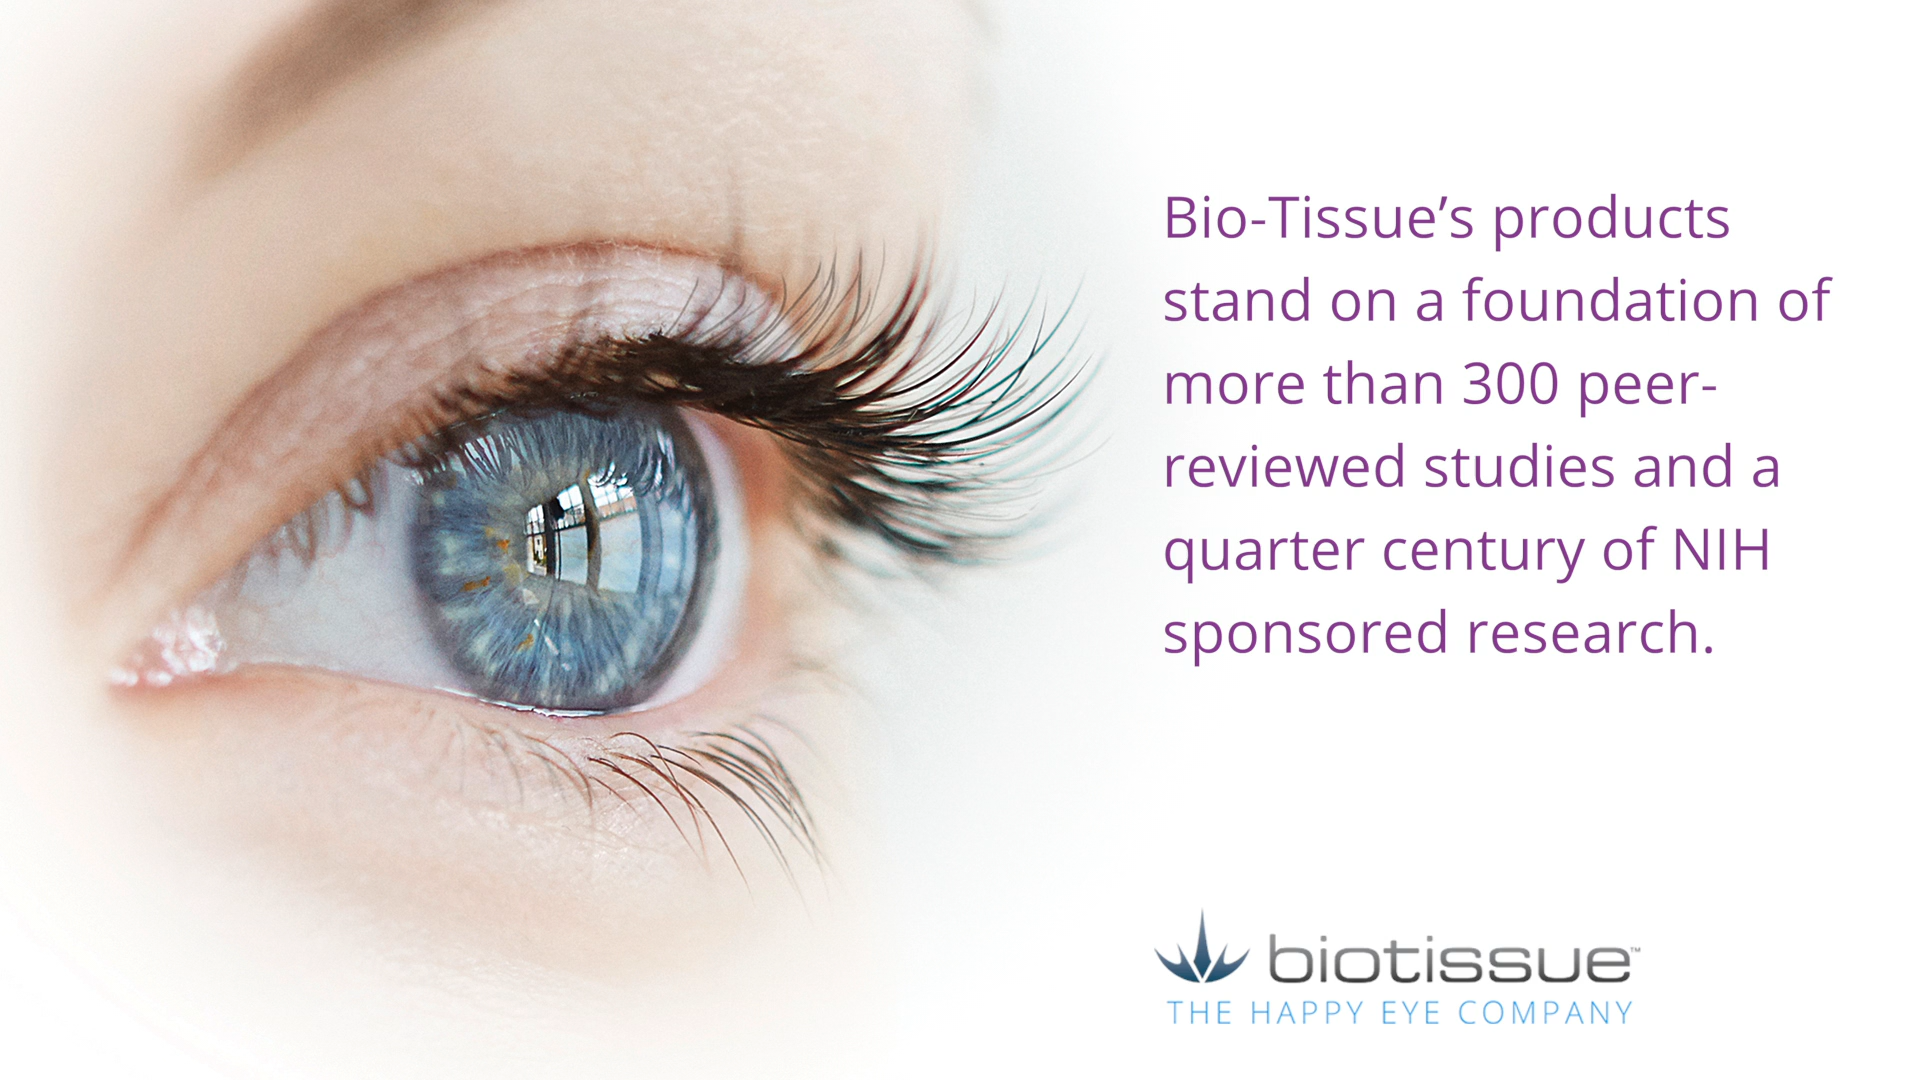 Bio-Tissue’s products
stand on a foundation of
more than 300 peer-
reviewed studies and a
quarter century of NIH
sponsored research.
biotissue™
THE HAPPY EYE COMPANY